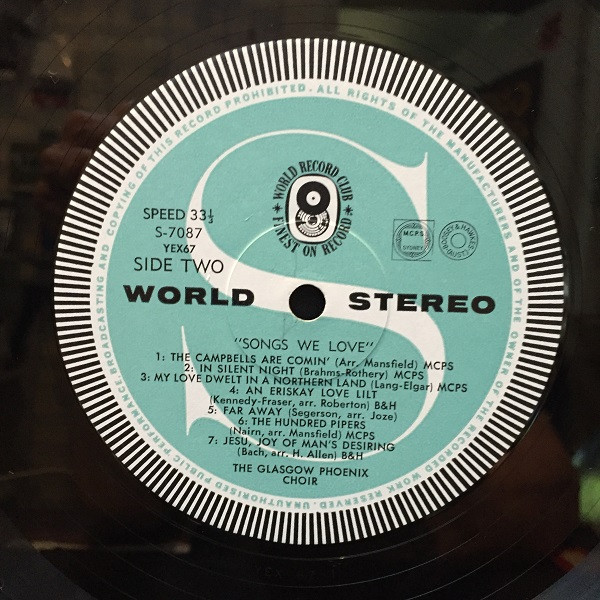 UNAUTHORISED PUBLIC PERFORMANCE, BROADCASTING AND COPYING OF THIS RECORD PROHIBITED. ALL RIGHTS OF THE MANUFACTURERS AND OF THE OWNER OF THE RECORDED WORK RESERVED.
WORLD RECORD CLUB
FINEST ON RECORD
SPEED 33⅓
S-7087
YEX67
SIDE TWO
M.C.P.S
SYDNEY
BOOSEY & HAWKES
(AUST.)
WORLD STEREO
"SONGS WE LOVE"
1: THE CAMPBELLS ARE COMIN' (Arr. Mansfield) MCPS
2: IN SILENT NIGHT (Brahms-Rothery) MCPS
3: MY LOVE DWELT IN A NORTHERN LAND (Lang-Elgar) MCPS
4: AN ERISKAY LOVE LILT
(Kennedy-Fraser, arr. Roberton) B&H
5: FAR AWAY (Segerson, arr. Joze)
6: THE HUNDRED PIPERS
(Nairn, arr. Mansfield) MCPS
7: JESU, JOY OF MAN'S DESIRING
(Bach, arr. H. Allen) B&H
THE GLASGOW PHOENIX
CHOIR